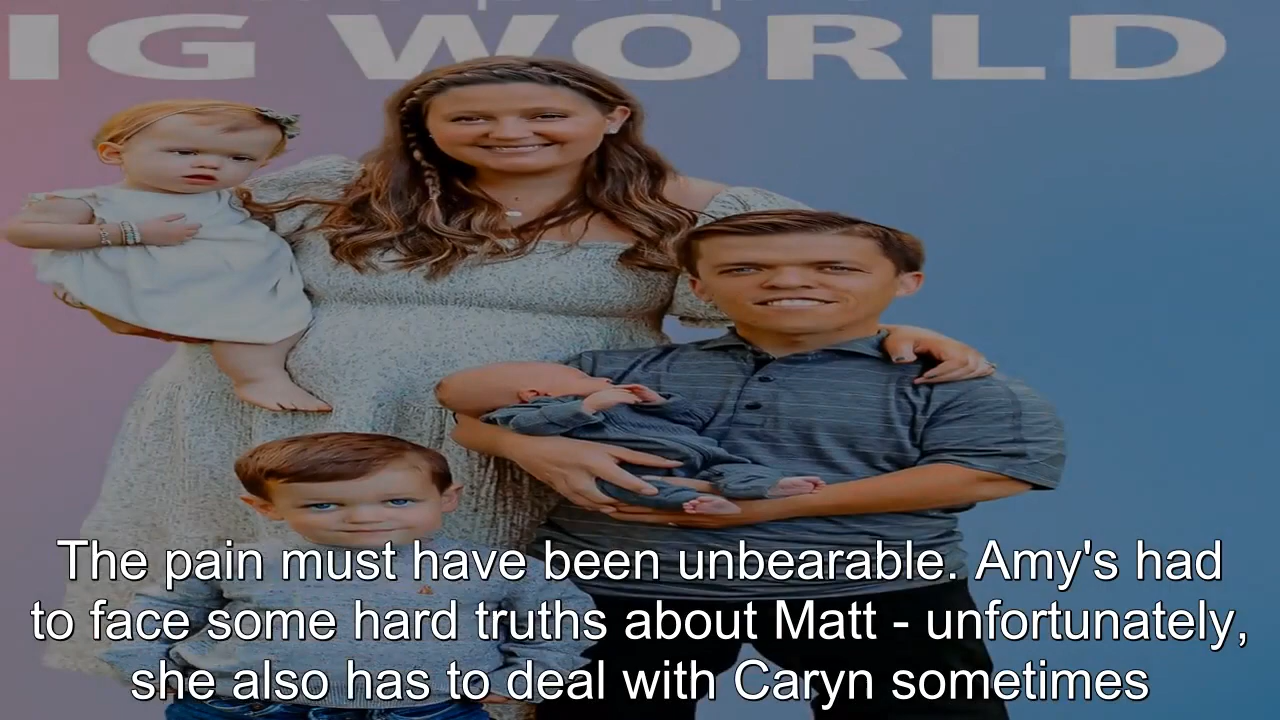 IG WORLD
The pain must have been unbearable. Amy's had
to face some hard truths about Matt - unfortunately,
she also has to deal with Caryn sometimes